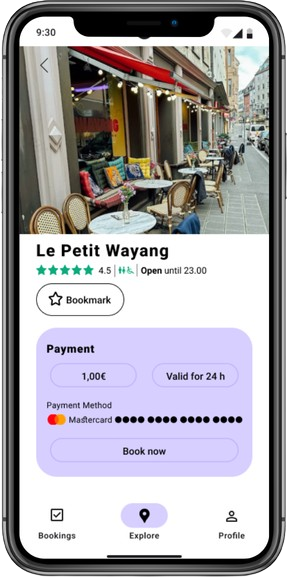 9:30
Le Petit Wayang
4.5 Open until 23.00
Bookmark
Payment
1,00€ Valid for 24 h
Payment Method
Mastercard ●●●● ●●●● ●●●● ●●●●
Book now
Bookings Explore Profile